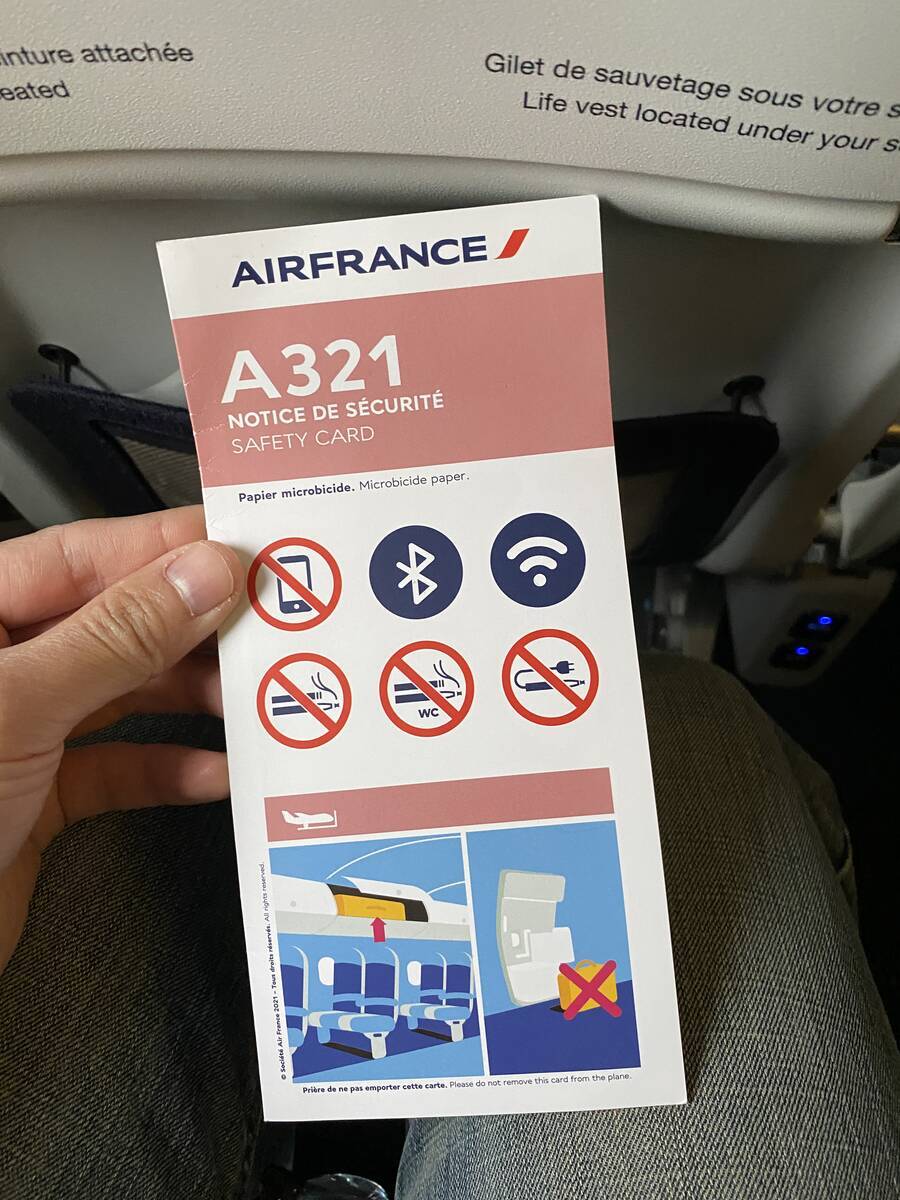 attachée
Gilet de sauvetage sous votre
Life vest located under your
AIRFRANCE
A321
NOTICE DE SÉCURITÉ
SAFETY CARD
Papier microbicide. Microbicide paper.
WC
© Société Air France 2021 - Tous droits réservés. All rights reserved.
Prière de ne pas emporter cette carte. Please do not remove this card from the plane.